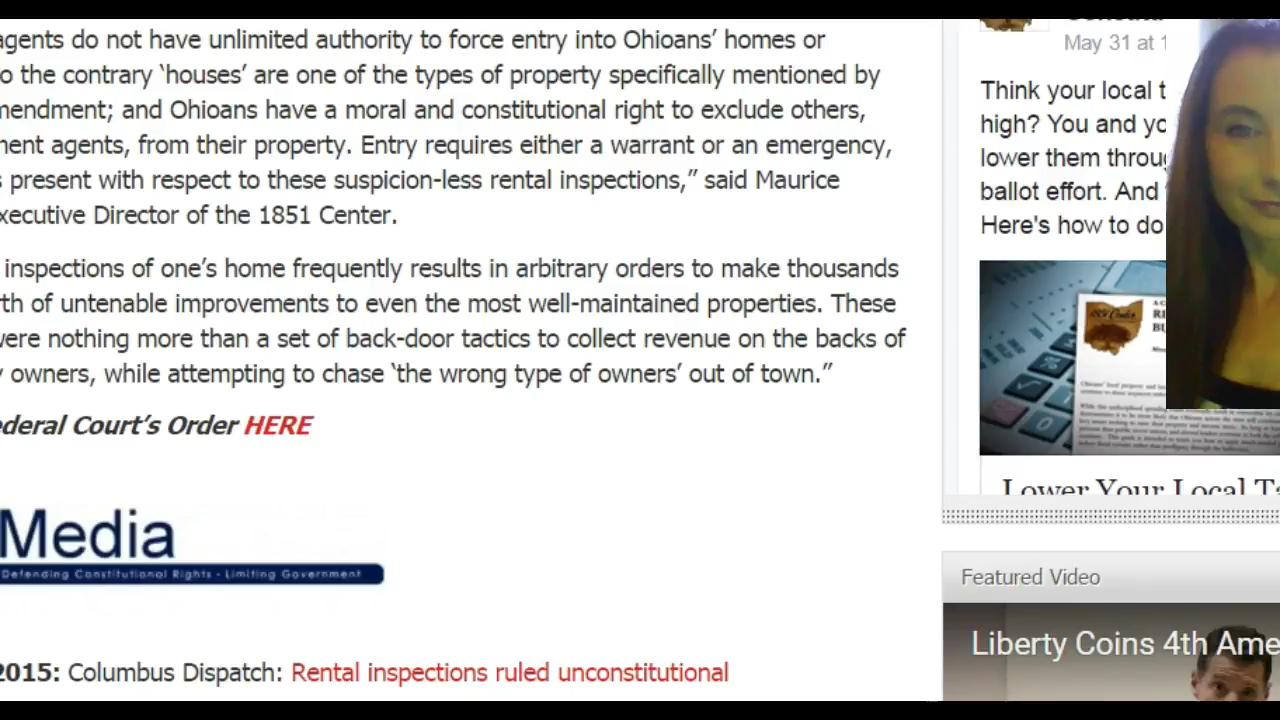 agents do not have unlimited authority to force entry into Ohioans’ homes or
o the contrary ‘houses’ are one of the types of property specifically mentioned by
mendment; and Ohioans have a moral and constitutional right to exclude others,
nent agents, from their property. Entry requires either a warrant or an emergency,
s present with respect to these suspicion-less rental inspections,” said Maurice
xecutive Director of the 1851 Center.
inspections of one’s home frequently results in arbitrary orders to make thousands
rth of untenable improvements to even the most well-maintained properties. These
were nothing more than a set of back-door tactics to collect revenue on the backs of
y owners, while attempting to chase ‘the wrong type of owners’ out of town.”
ederal Court’s Order HERE
Media
Defending Constitutional Rights - Limiting Government
2015: Columbus Dispatch: Rental inspections ruled unconstitutional
May 31 at 1
Think your local t
high? You and yo
lower them throug
ballot effort. And
Here's how to do
Lower Your Local Ta
Featured Video
Liberty Coins 4th Ame